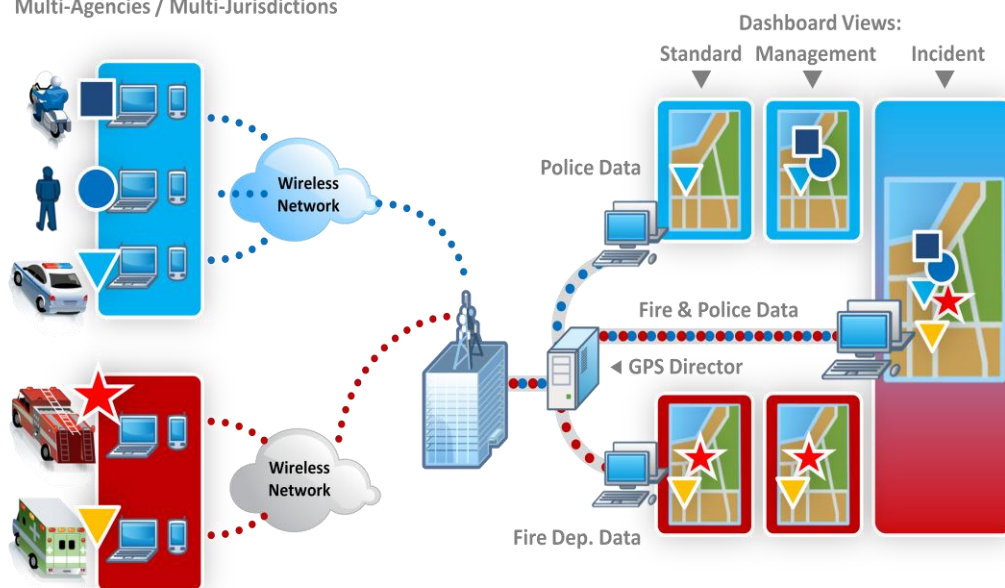 Multi-Agencies / Multi-Jurisdictions
Dashboard Views:
Standard
Management
Incident
Wireless
Network
Police Data
Fire & Police Data
GPS Director
Wireless
Network
Fire Dep. Data